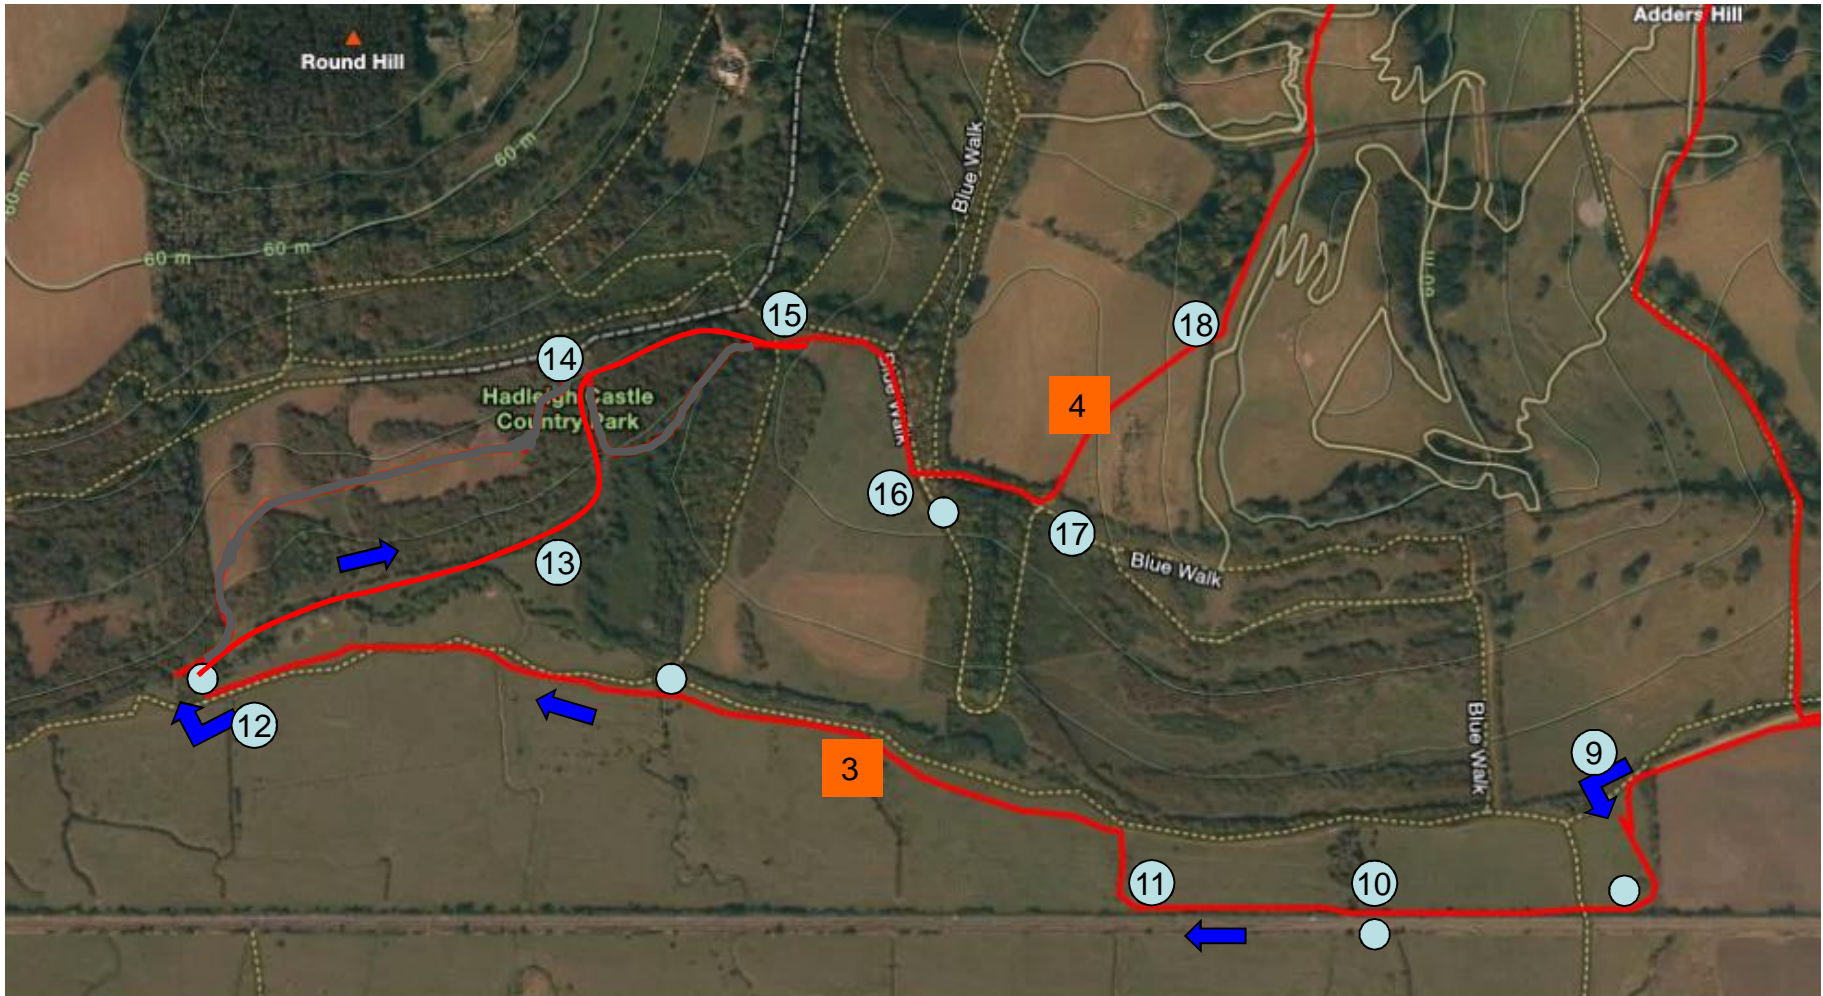 Adders Hill
Round Hill
60 m
60 m
60 m
60 m
Blue Walk
15
18
14
Hadleigh Castle
Country Park
Blue Walk
4
16
17
13
Blue Walk
12
Blue Walk
9
3
11
10
60 m